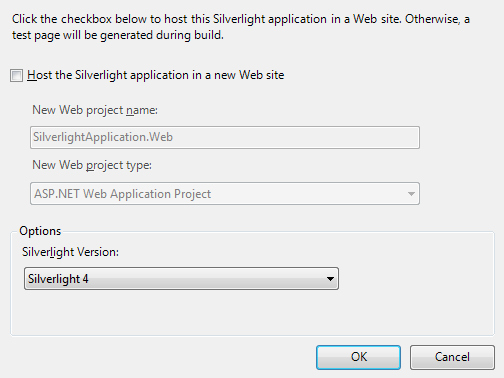 Click the checkbox below to host this Silverlight application in a Web site. Otherwise, a
test page will be generated during build.
Host the Silverlight application in a new Web site
New Web project name:
SilverlightApplication.Web
New Web project type:
ASP.NET Web Application Project
Options
Silverlight Version:
Silverlight 4
OK
Cancel